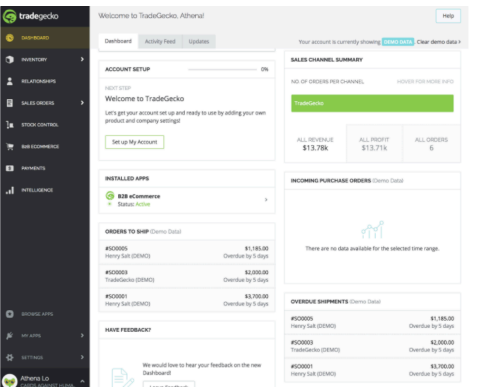 tradegecko
DASHBOARD
INVENTORY
RELATIONSHIPS
SALES ORDERS
STOCK CONTROL
B2B ECOMMERCE
PAYMENTS
INTELLIGENCE
BROWSE APPS
MY APPS
SETTINGS
Athena Lo
Welcome to TradeGecko, Athena!
Help
Dashboard Activity Feed Updates
Your account is currently showing DEMO DATA Clear demo data >
ACCOUNT SETUP 0%
NEXT STEP
Welcome to TradeGecko
Let's get your account set up and ready to use by adding your own
product and company settings!
Set up My Account
INSTALLED APPS
B2B eCommerce
Status: Active
ORDERS TO SHIP (Demo Data)
#SO0005 $1,185.00
Henry Salt (DEMO) Overdue by 5 days
#SO0003 $2,000.00
TradeGecko (DEMO) Overdue by 5 days
#SO0001 $3,700.00
Henry Salt (DEMO) Overdue by 5 days
HAVE FEEDBACK?
We would love to hear your feedback on the new
Dashboard!
SALES CHANNEL SUMMARY
NO. OF ORDERS PER CHANNEL HOVER FOR MORE INFO
TradeGecko
ALL REVENUE ALL PROFIT ALL ORDERS
$13.78k $13.71k 6
INCOMING PURCHASE ORDERS (Demo Data)
There are no data available for the selected time range.
OVERDUE SHIPMENTS (Demo Data)
#SO0005 $1,185.00
Henry Salt (DEMO) Overdue by 5 days
#SO0003 $2,000.00
TradeGecko (DEMO) Overdue by 5 days
#SO0001 $3,700.00
Henry Salt (DEMO) Overdue by 5 days